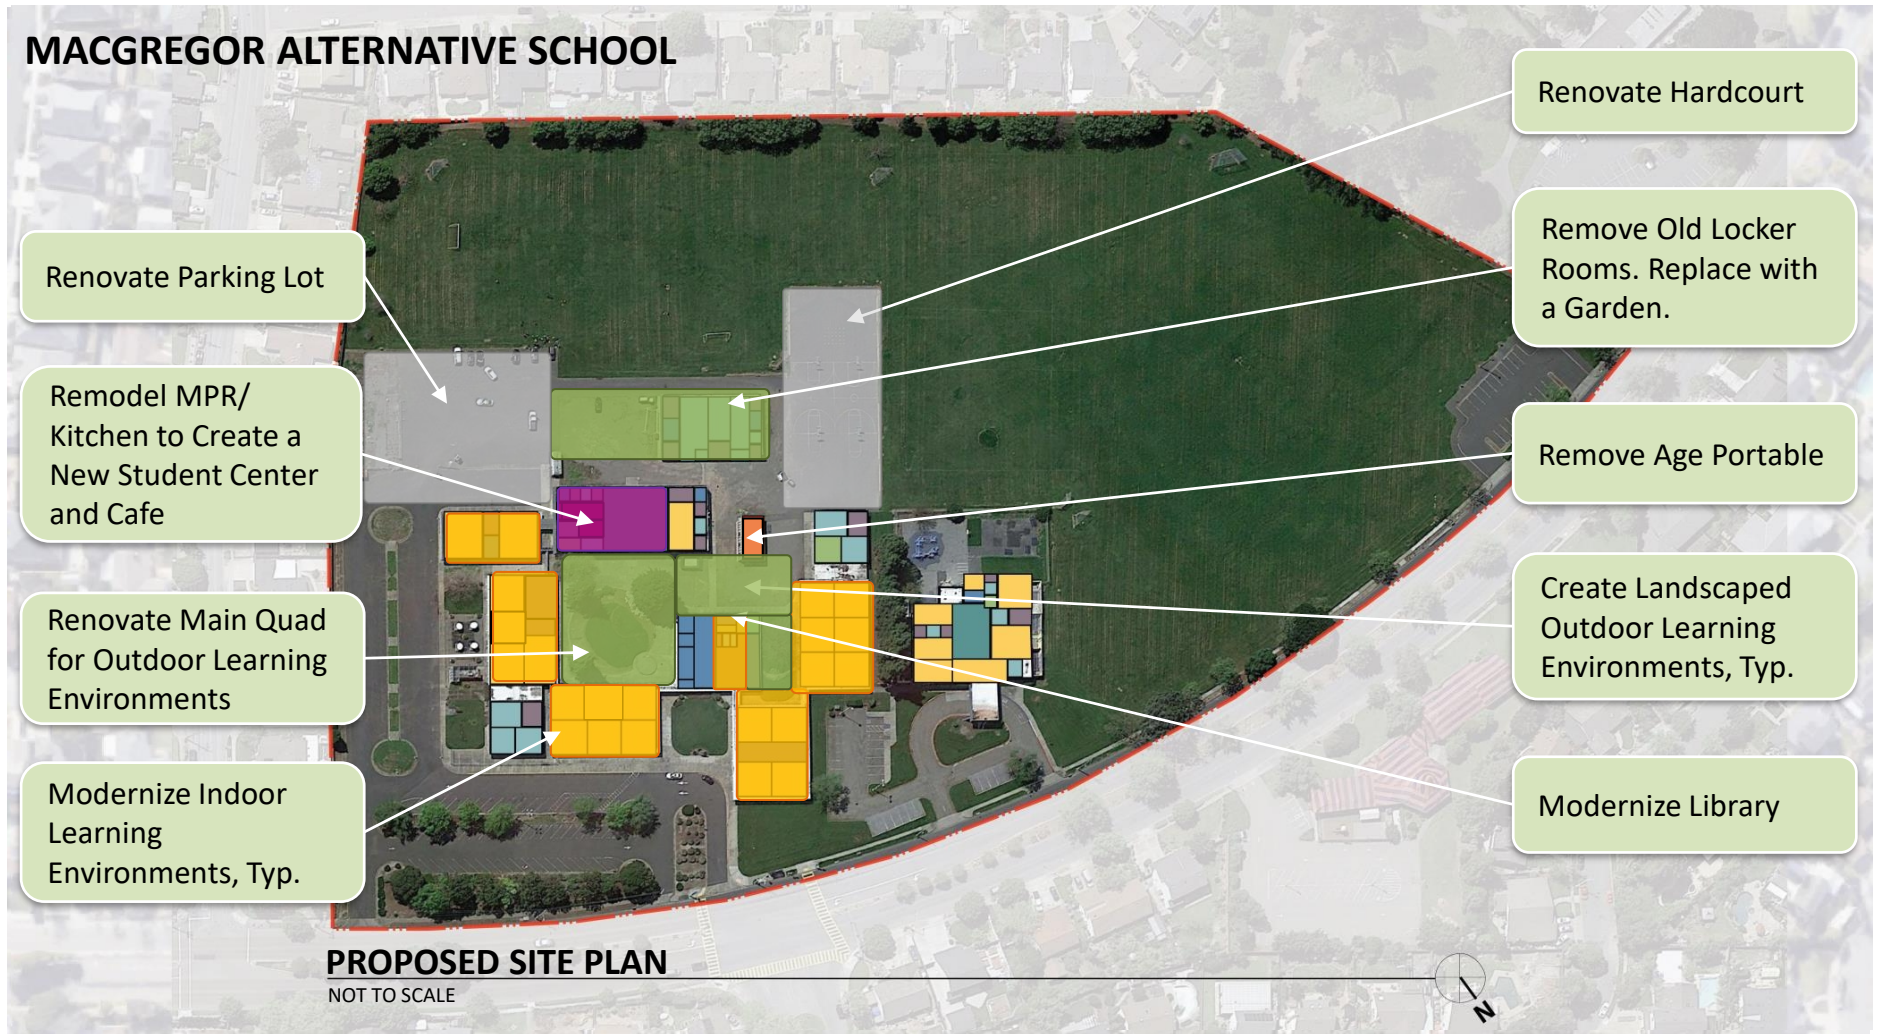 MACGREGOR ALTERNATIVE SCHOOL
Renovate Parking Lot
Remodel MPR/
Kitchen to Create a
New Student Center
and Cafe
Renovate Main Quad
for Outdoor Learning
Environments
Modernize Indoor
Learning
Environments, Typ.
Renovate Hardcourt
Remove Old Locker
Rooms. Replace with
a Garden.
Remove Age Portable
Create Landscaped
Outdoor Learning
Environments, Typ.
Modernize Library
PROPOSED SITE PLAN
NOT TO SCALE
N